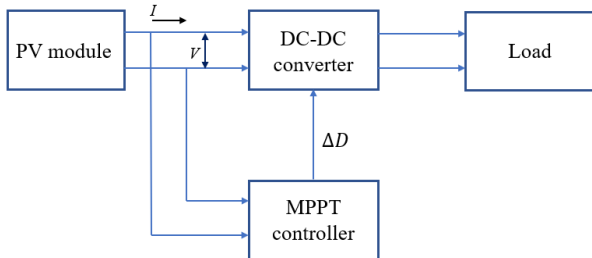 I
PV module
V
DC-DC
converter
Load
ΔD
MPPT
controller